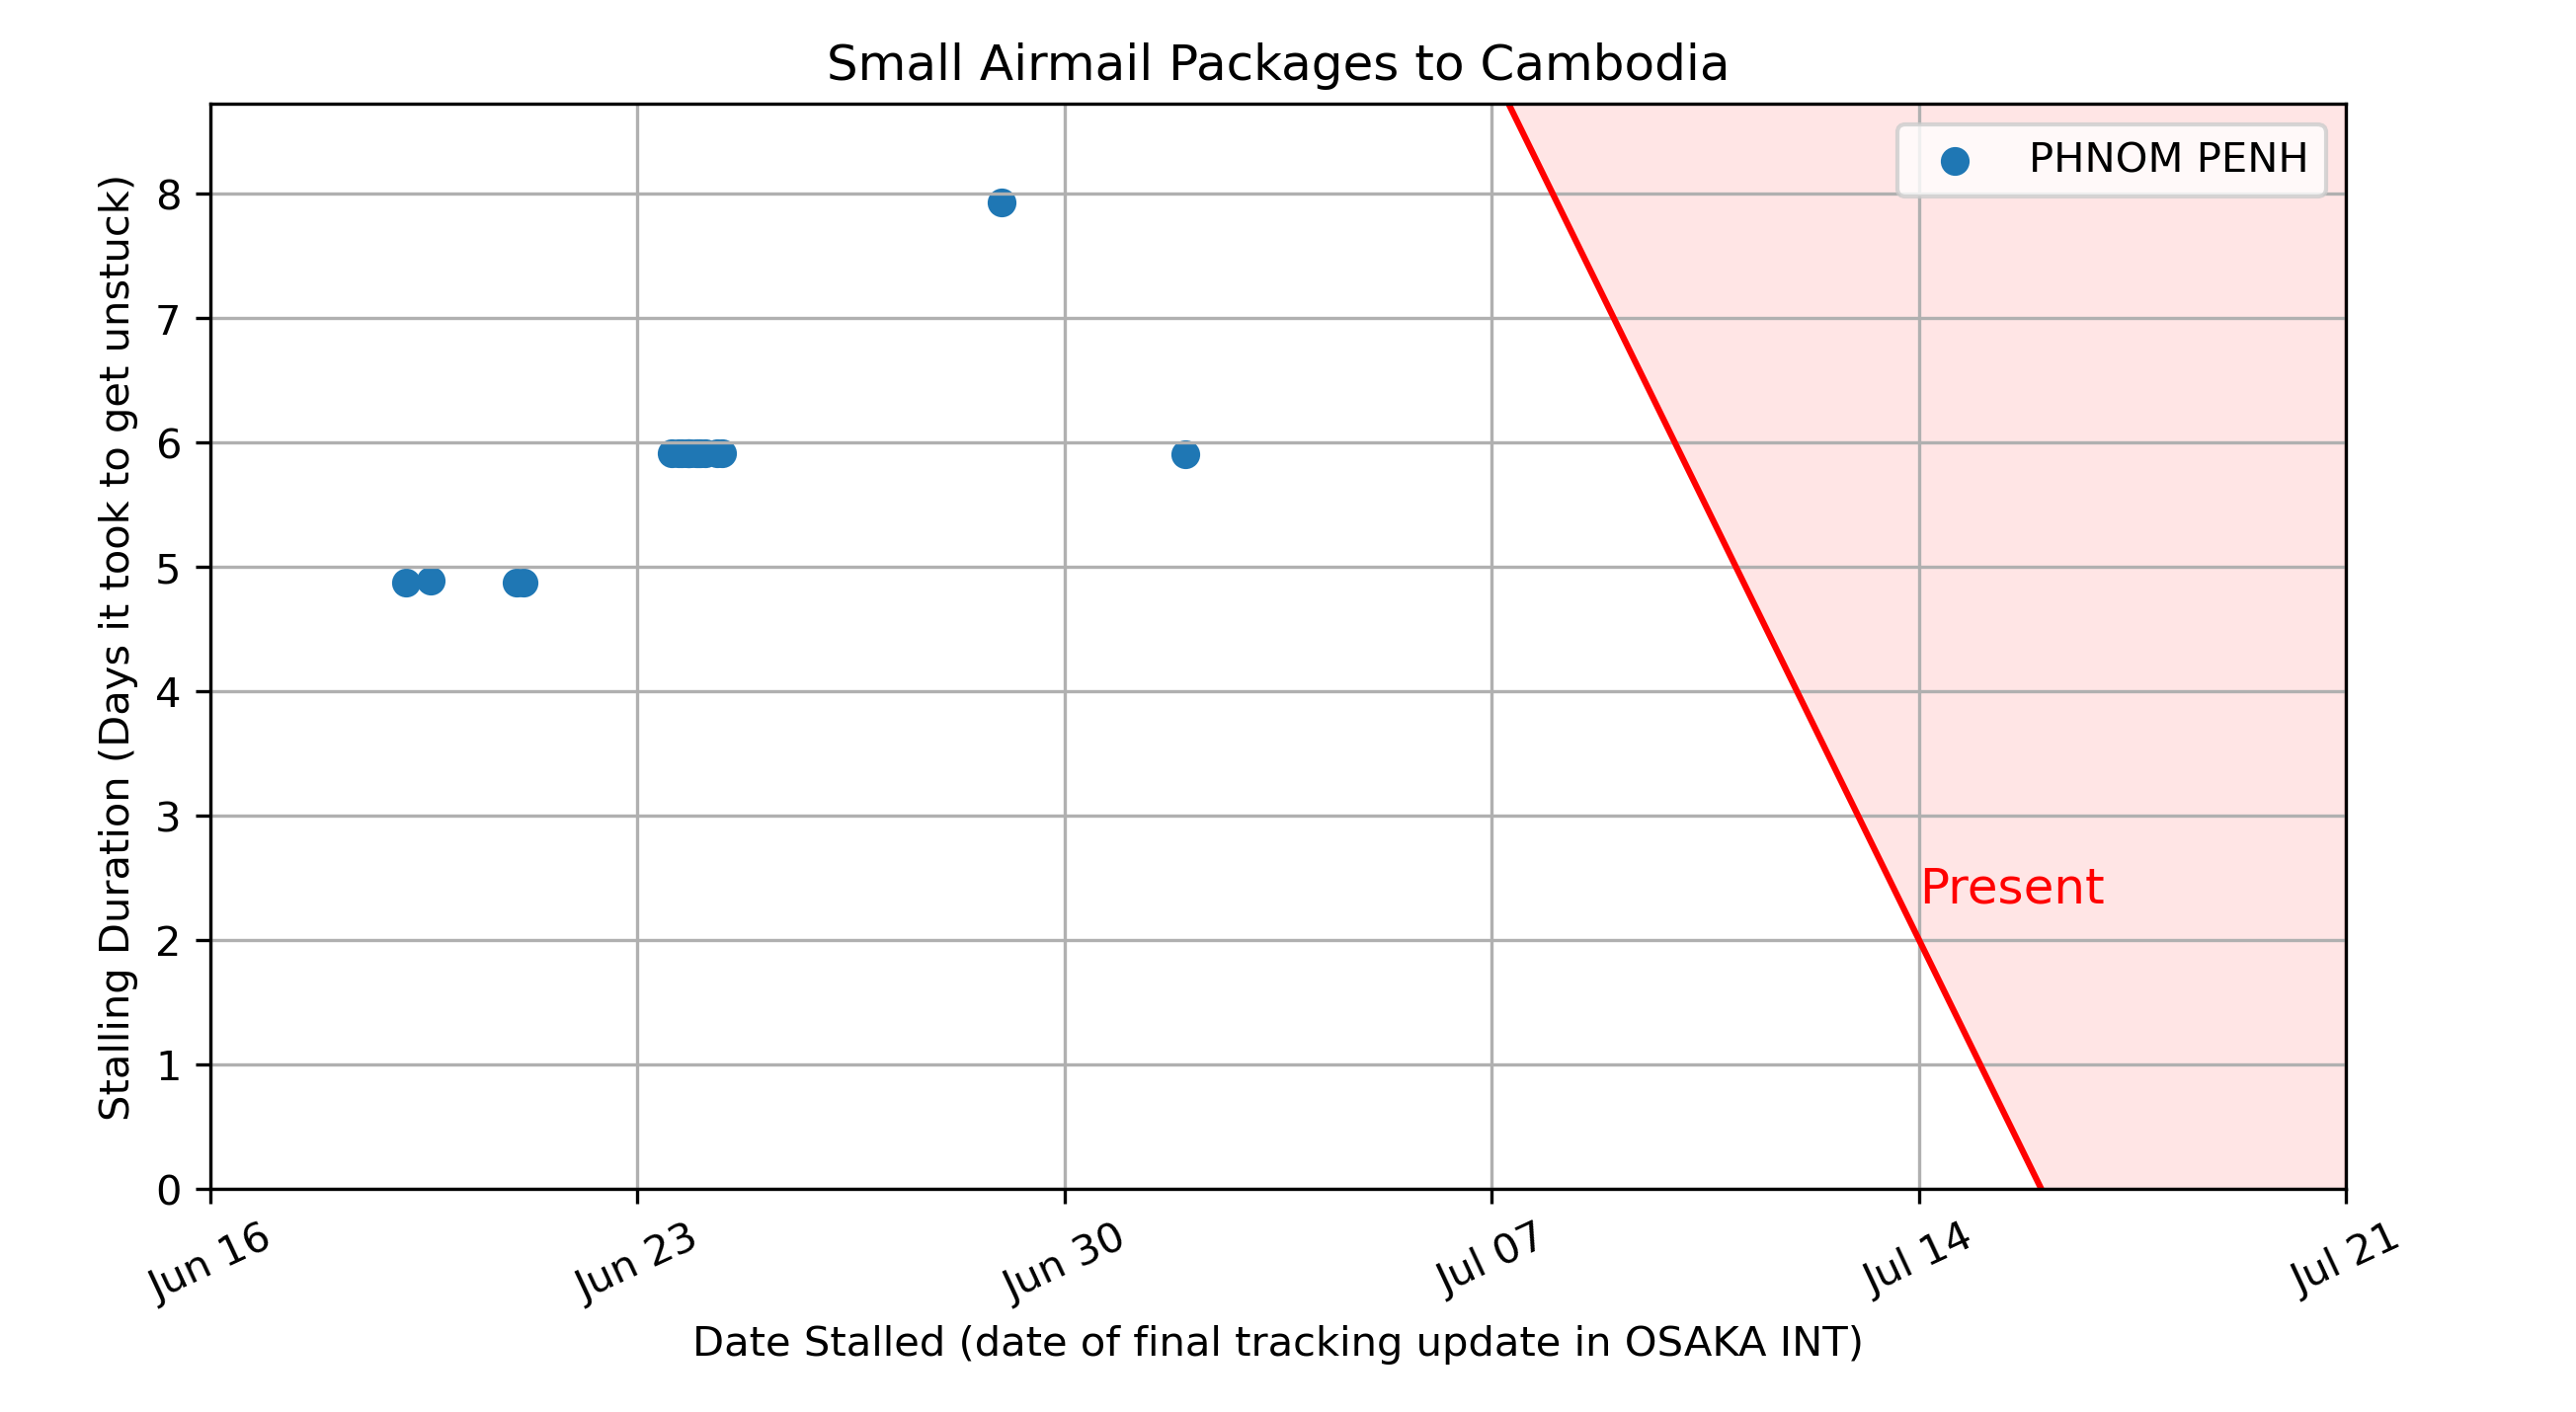 Small Airmail Packages to Cambodia
PHNOM PENH
Stalling Duration (Days it took to get unstuck)
8
7
6
5
4
3
2
1
0
Present
Jun 16
Jun 23
Jun 30
Jul 07
Jul 14
Jul 21
Date Stalled (date of final tracking update in OSAKA INT)